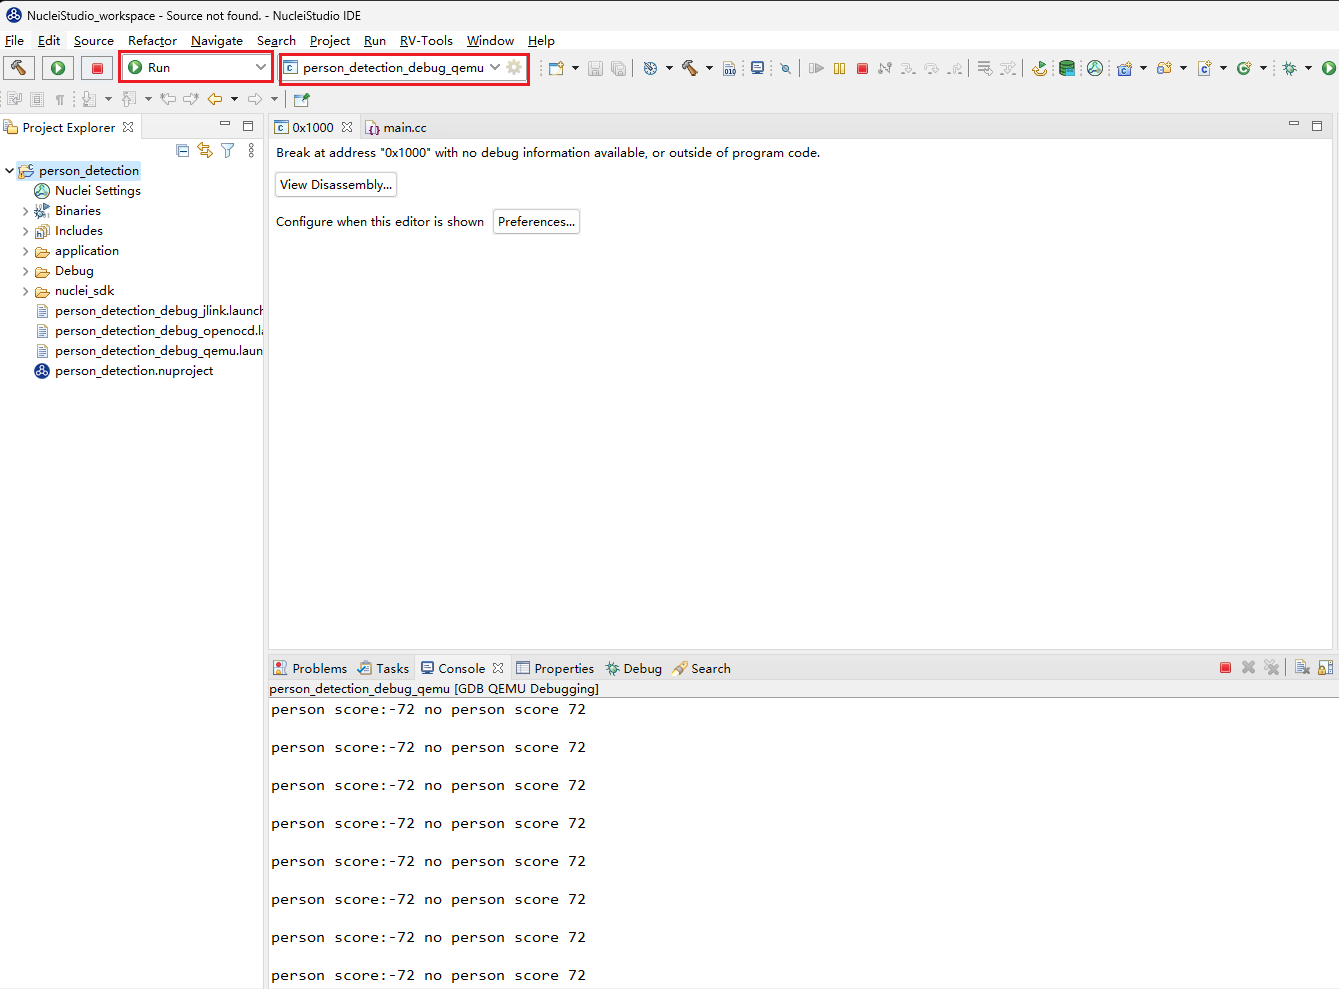 NucleiStudio_workspace - Source not found. - NucleiStudio IDE
File Edit Source Refactor Navigate Search Project Run RV-Tools Window Help
Run person_detection_debug_qemu
Project Explorer
person_detection
Nuclei Settings
Binaries
Includes
application
Debug
nuclei_sdk
person_detection_debug_jlink.launch
person_detection_debug_openocd.la
person_detection_debug_qemu.laun
person_detection.nuproject
0x1000 main.cc
Break at address "0x1000" with no debug information available, or outside of program code.
View Disassembly...
Configure when this editor is shown Preferences...
Problems Tasks Console Properties Debug Search
person_detection_debug_qemu [GDB QEMU Debugging]
person score:-72 no person score 72
person score:-72 no person score 72
person score:-72 no person score 72
person score:-72 no person score 72
person score:-72 no person score 72
person score:-72 no person score 72
person score:-72 no person score 72
person score:-72 no person score 72